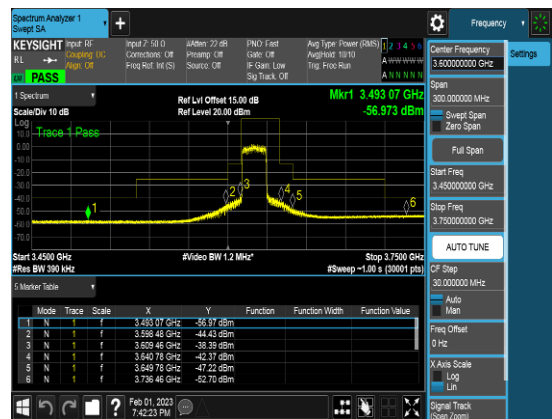 Spectrum Analyzer 1
Swept SA
+
Frequency
KEYSIGHT
RL
PASS
Input: RF
Coupling: DC
Align: Off
Input Z: 50 Ω
Corrections: Off
Freq Ref: Int (S)
#Atten: 22 dB
Preamp: Off
Source: Off
PNO: Fast
Gate: Off
IF Gain: Low
Sig Track: Off
Avg Type: Power (RMS)
Avg|Hold: 10/10
Trig: Free Run
1 2 3 4 5 6
A WW WW W
A N N N N N
1 Spectrum
Scale/Div 10 dB
Ref Lvl Offset 15.00 dB
Ref Level 20.00 dBm
Mkr1 3.493 07 GHz
-56.973 dBm
Log
Trace 1 Pass
10.0
0.00
-10.0
-20.0
-30.0
-40.0
-50.0
-60.0
-70.0
1
2
3
4
5
6
Start 3.4500 GHz
#Res BW 390 kHz
#Video BW 1.2 MHz*
Stop 3.7500 GHz
#Sweep ~1.00 s (30001 pts)
5 Marker Table
Mode Trace Scale X Y Function Function Width Function Value
1 N 1 f 3.493 07 GHz -56.97 dBm
2 N 1 f 3.598 48 GHz -44.43 dBm
3 N 1 f 3.609 46 GHz -38.39 dBm
4 N 1 f 3.640 78 GHz -42.37 dBm
5 N 1 f 3.649 78 GHz -47.22 dBm
6 N 1 f 3.736 46 GHz -52.70 dBm
?
Feb 01, 2023
7:42:23 PM
Center Frequency
3.600000000 GHz
Settings
Span
300.000000 MHz
Swept Span
Zero Span
Full Span
Start Freq
3.450000000 GHz
Stop Freq
3.750000000 GHz
AUTO TUNE
CF Step
30.000000 MHz
Auto
Man
Freq Offset
0 Hz
X Axis Scale
Log
Lin
Signal Track
(Span Zoom)